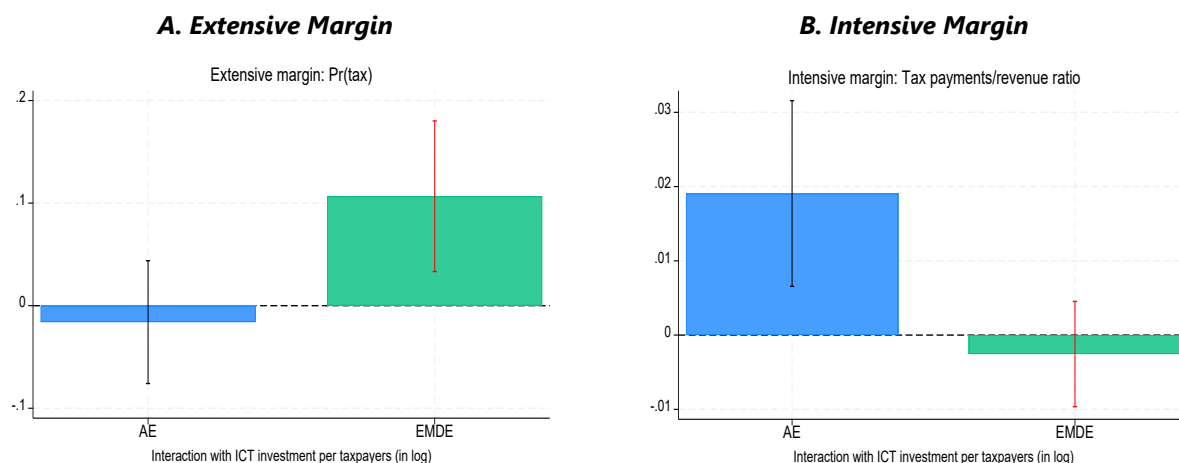 A. Extensive Margin
Extensive margin: Pr(tax)
.2
.1
0
-.1
AE
EMDE
Interaction with ICT investment per taxpayers (in log)
B. Intensive Margin
Intensive margin: Tax payments/revenue ratio
.03
.02
.01
0
-.01
AE
EMDE
Interaction with ICT investment per taxpayers (in log)